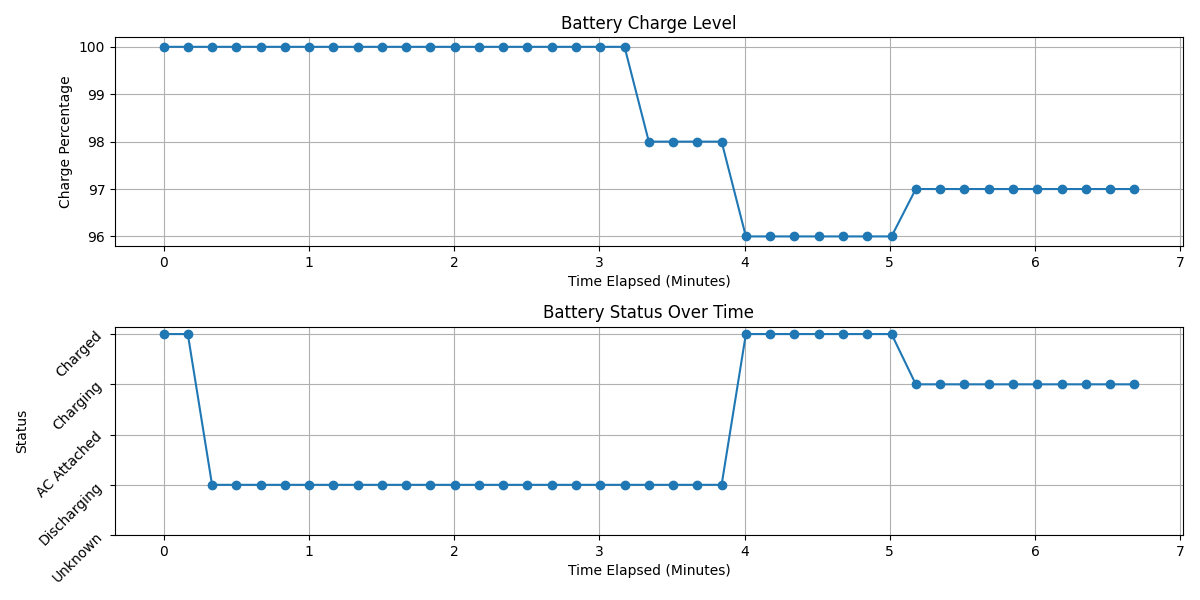 Battery Charge Level
Charge Percentage
100
99
98
97
96
0 1 2 3 4 5 6 7
Time Elapsed (Minutes)
Battery Status Over Time
Status
Charged
Charging
AC Attached
Discharging
Unknown
0 1 2 3 4 5 6 7
Time Elapsed (Minutes)